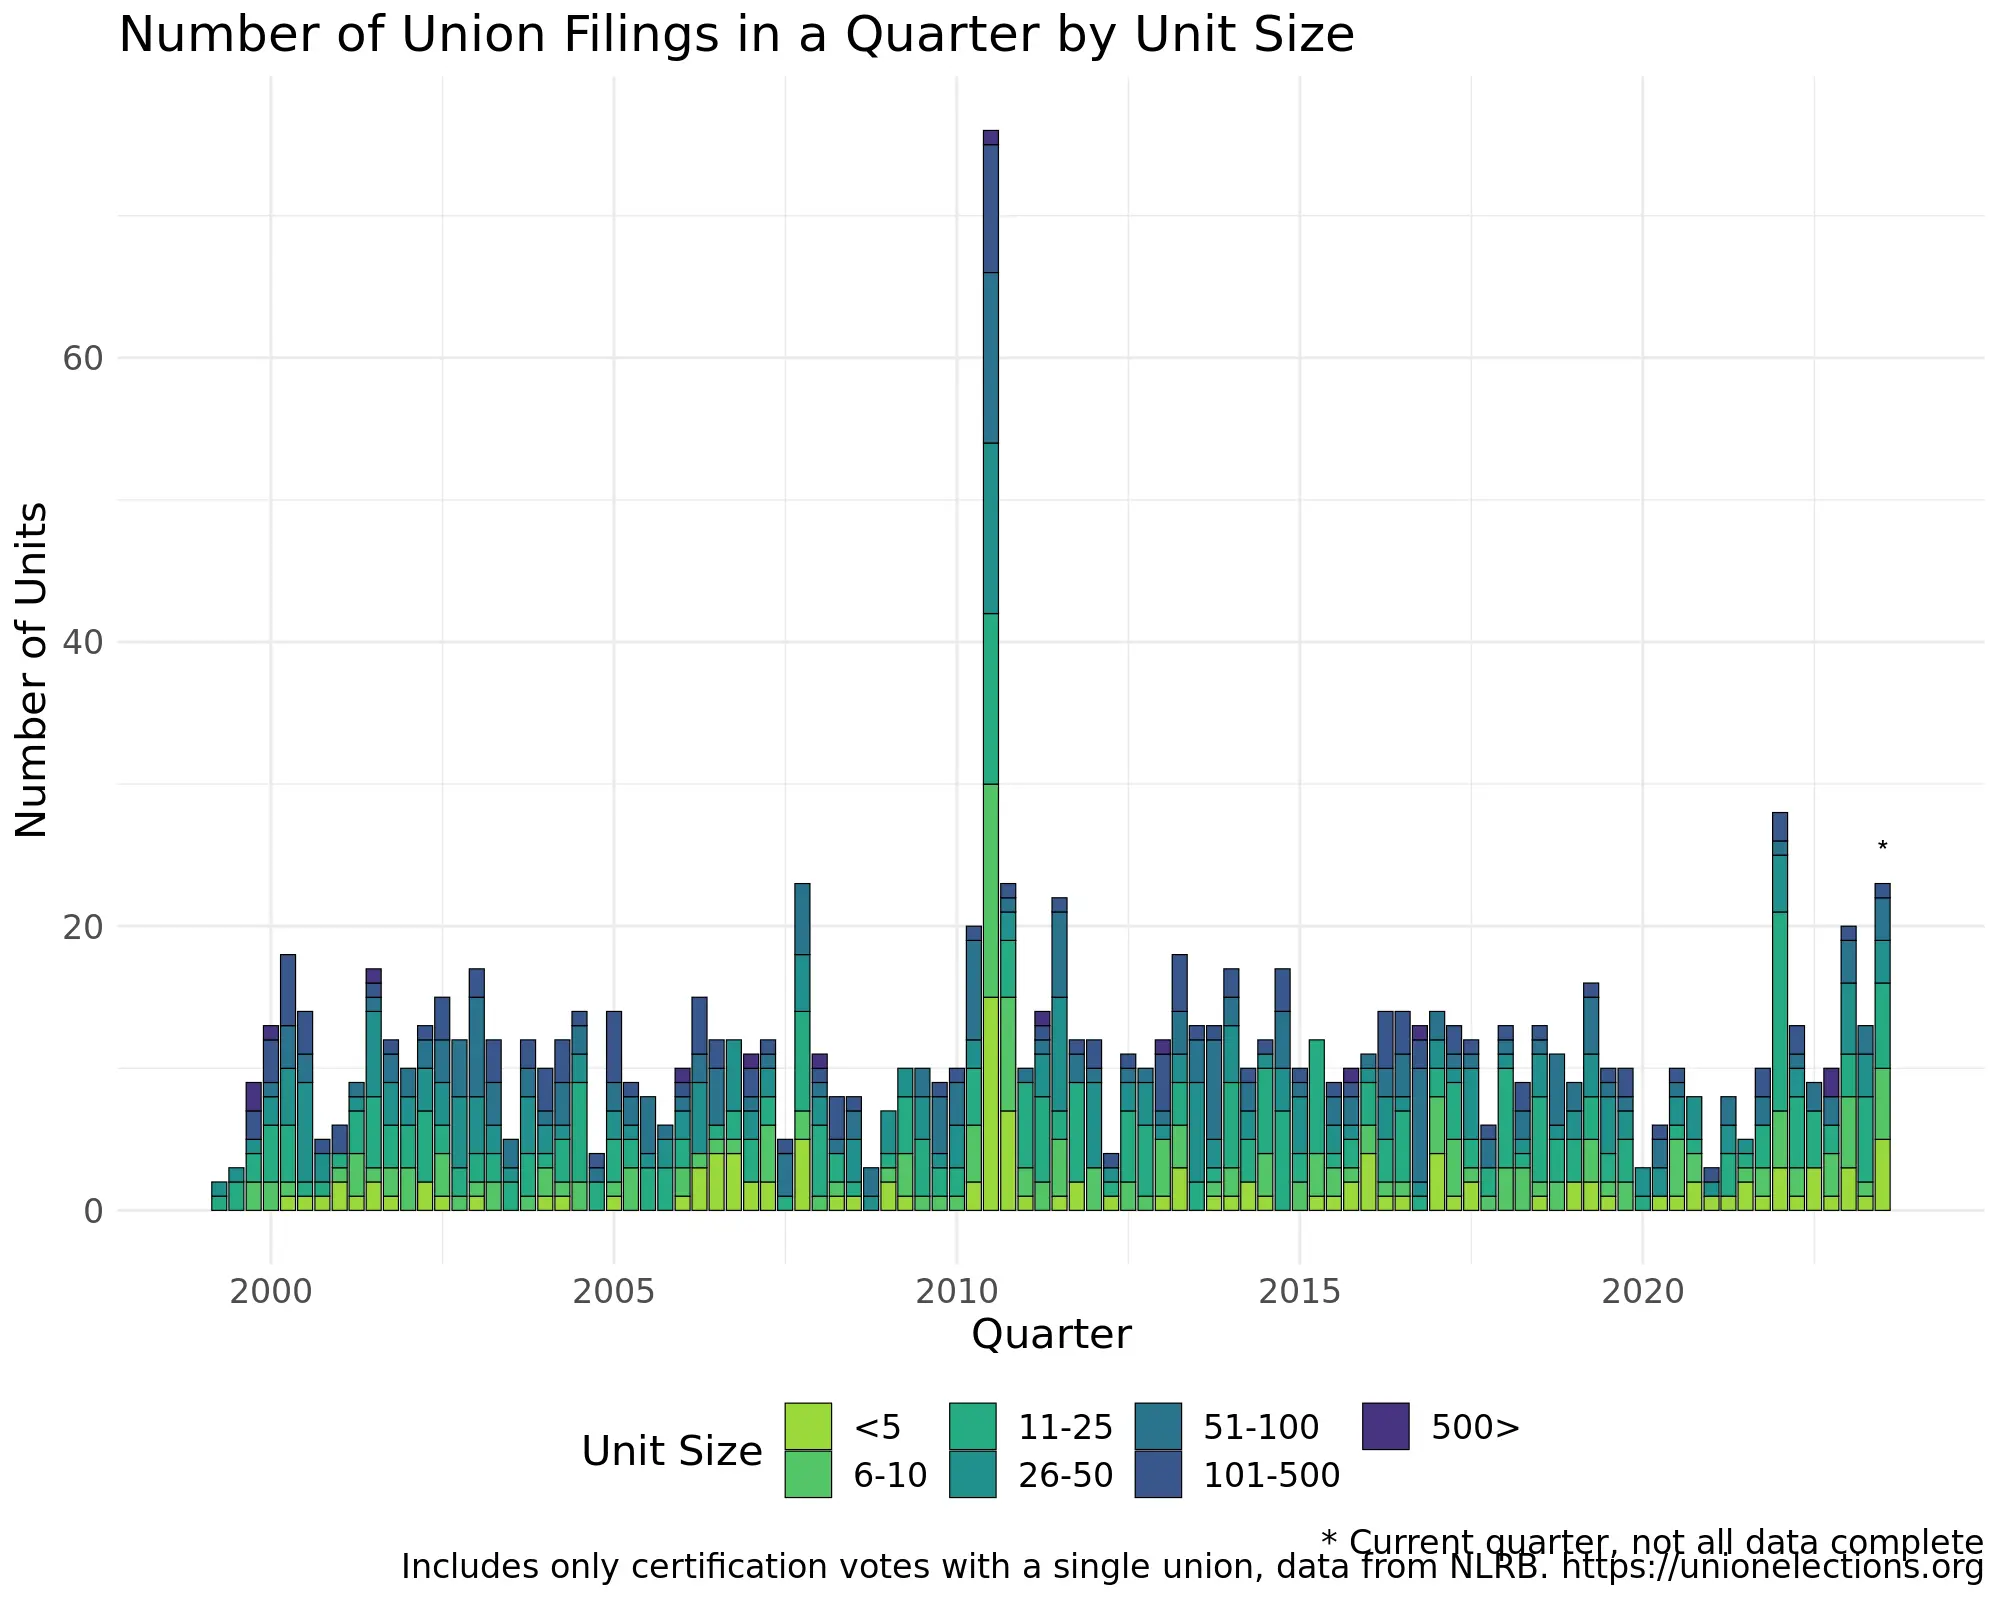 Number of Union Filings in a Quarter by Unit Size
Number of Units
60
40
20
0
*
2000 2005 2010 2015 2020
Quarter
Unit Size
<5 11-25 51-100 500>
6-10 26-50 101-500
* Current quarter, not all data complete
Includes only certification votes with a single union, data from NLRB. https://unionelections.org